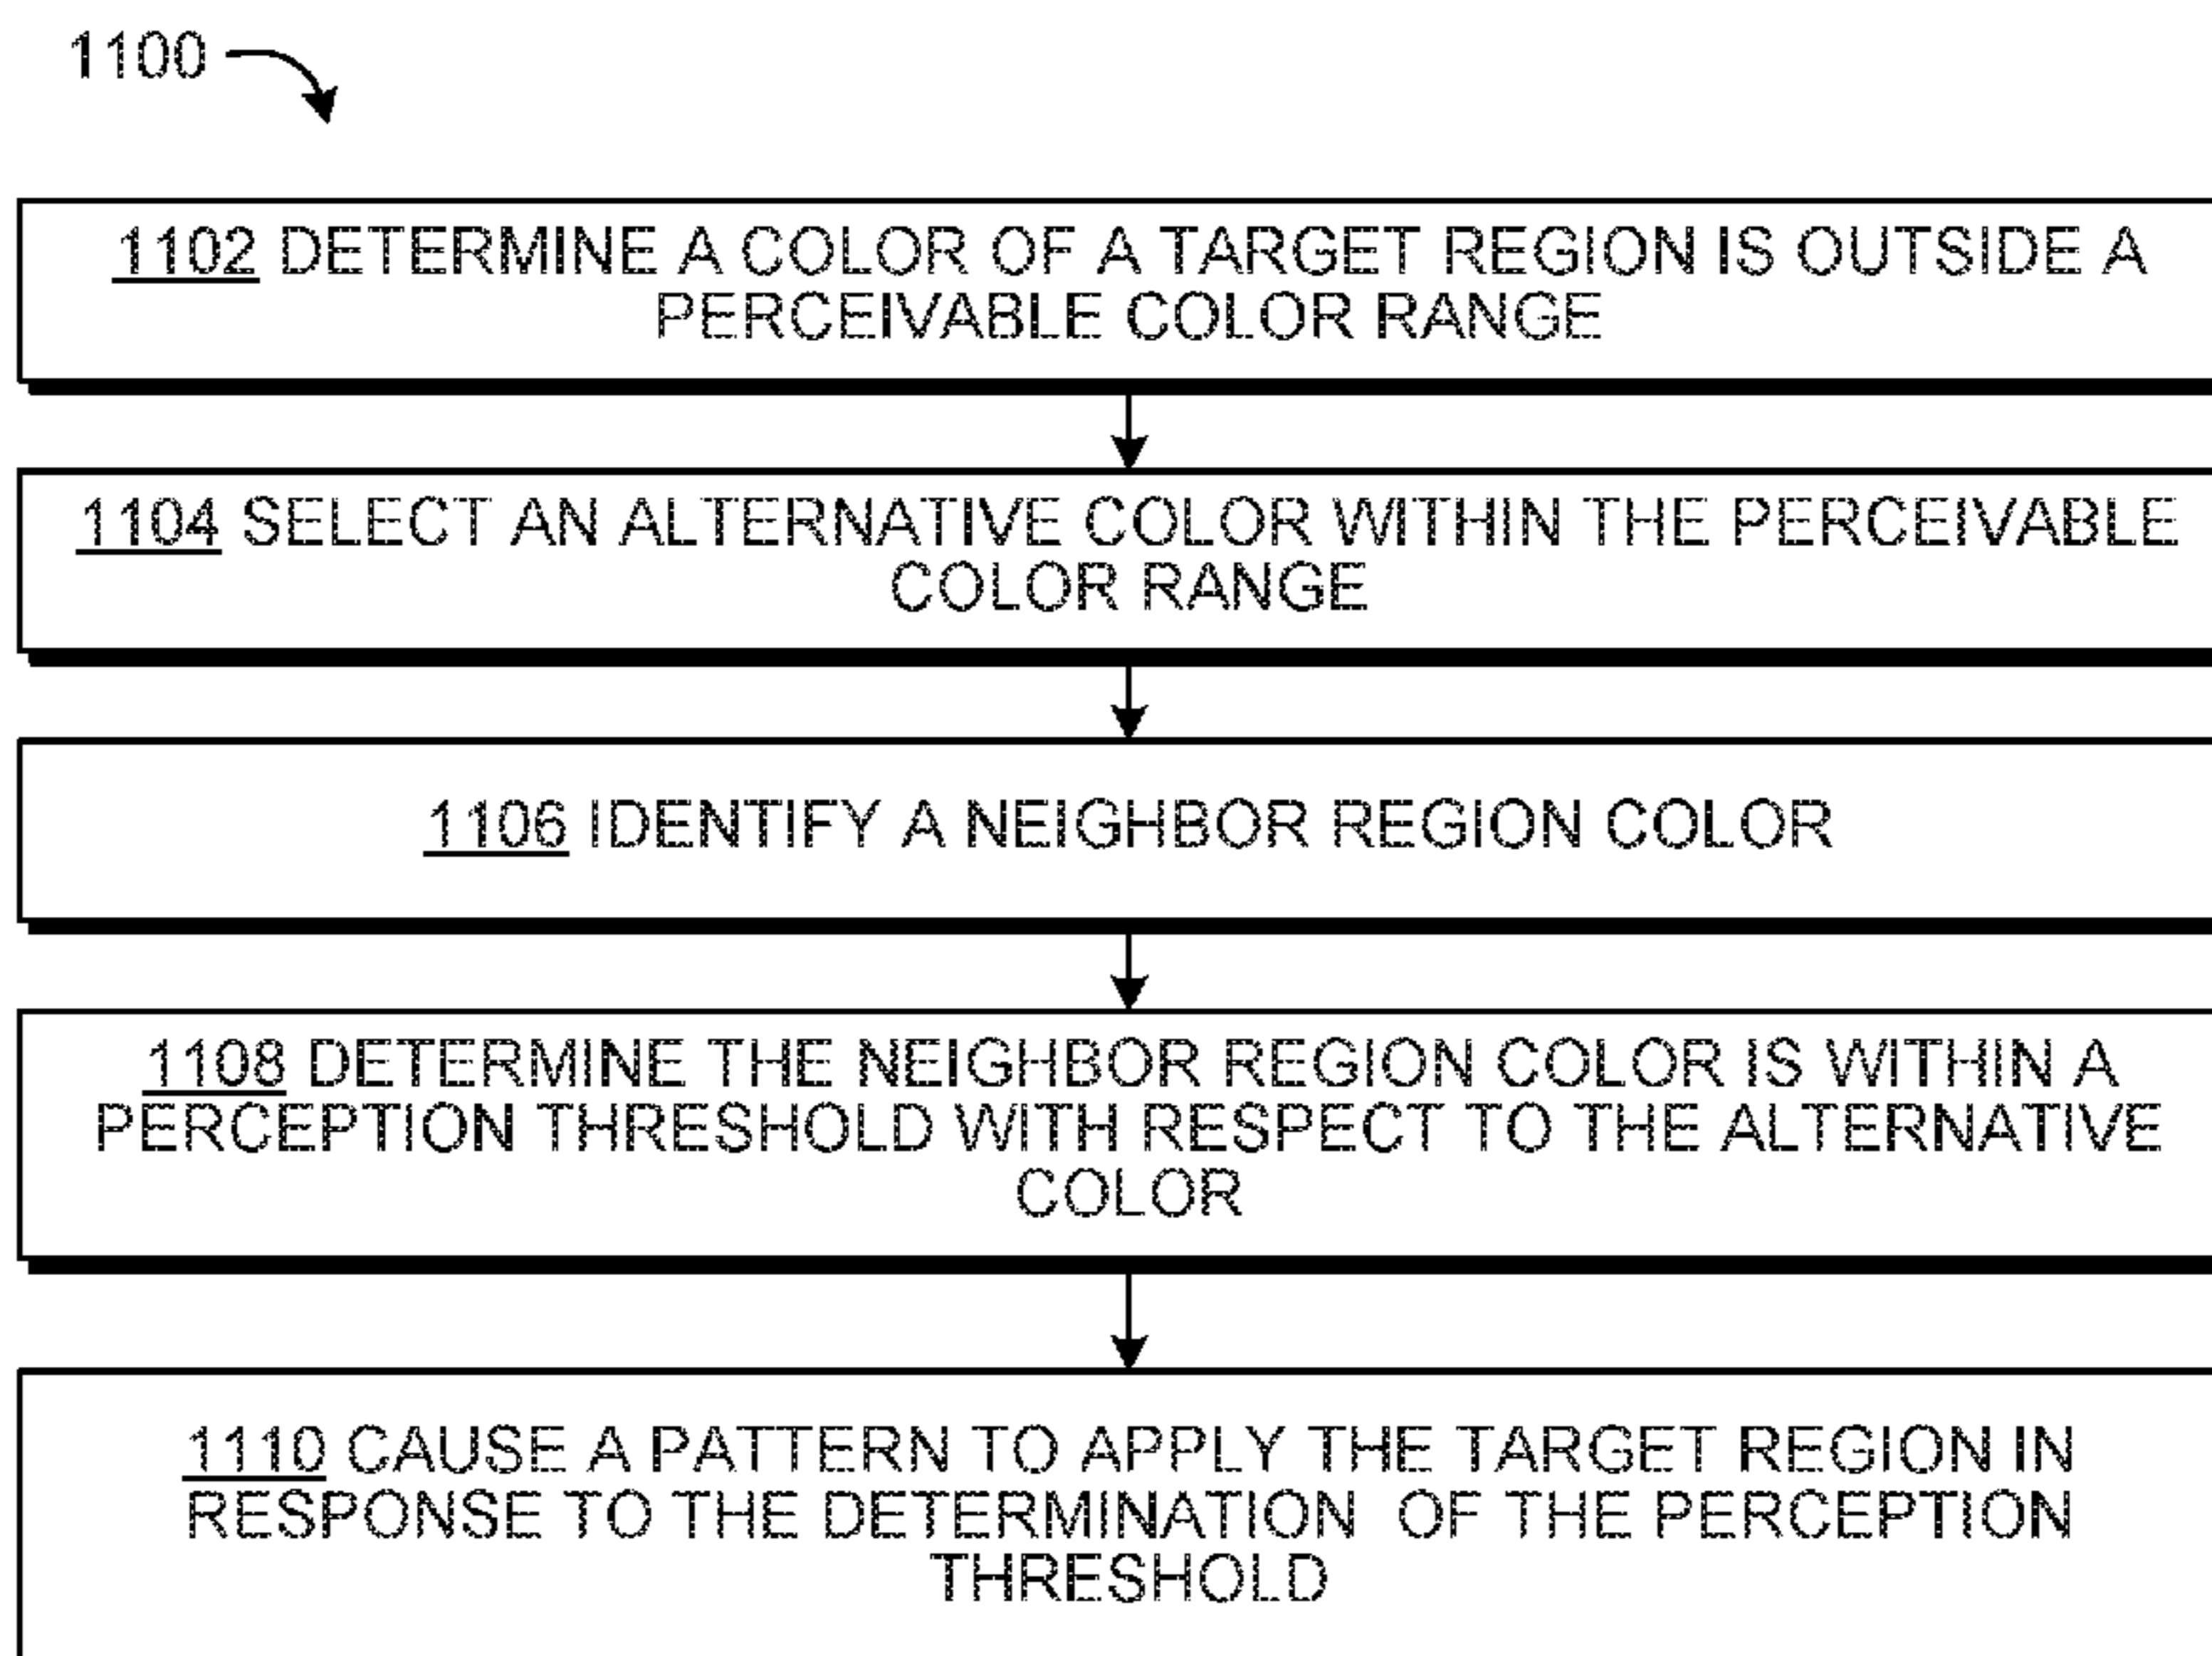 1100
1102 DETERMINE A COLOR OF A TARGET REGION IS OUTSIDE A
PERCEIVABLE COLOR RANGE
1104 SELECT AN ALTERNATIVE COLOR WITHIN THE PERCEIVABLE
COLOR RANGE
1106 IDENTIFY A NEIGHBOR REGION COLOR
1108 DETERMINE THE NEIGHBOR REGION COLOR IS WITHIN A
PERCEPTION THRESHOLD WITH RESPECT TO THE ALTERNATIVE
COLOR
1110 CAUSE A PATTERN TO APPLY THE TARGET REGION IN
RESPONSE TO THE DETERMINATION OF THE PERCEPTION
THRESHOLD